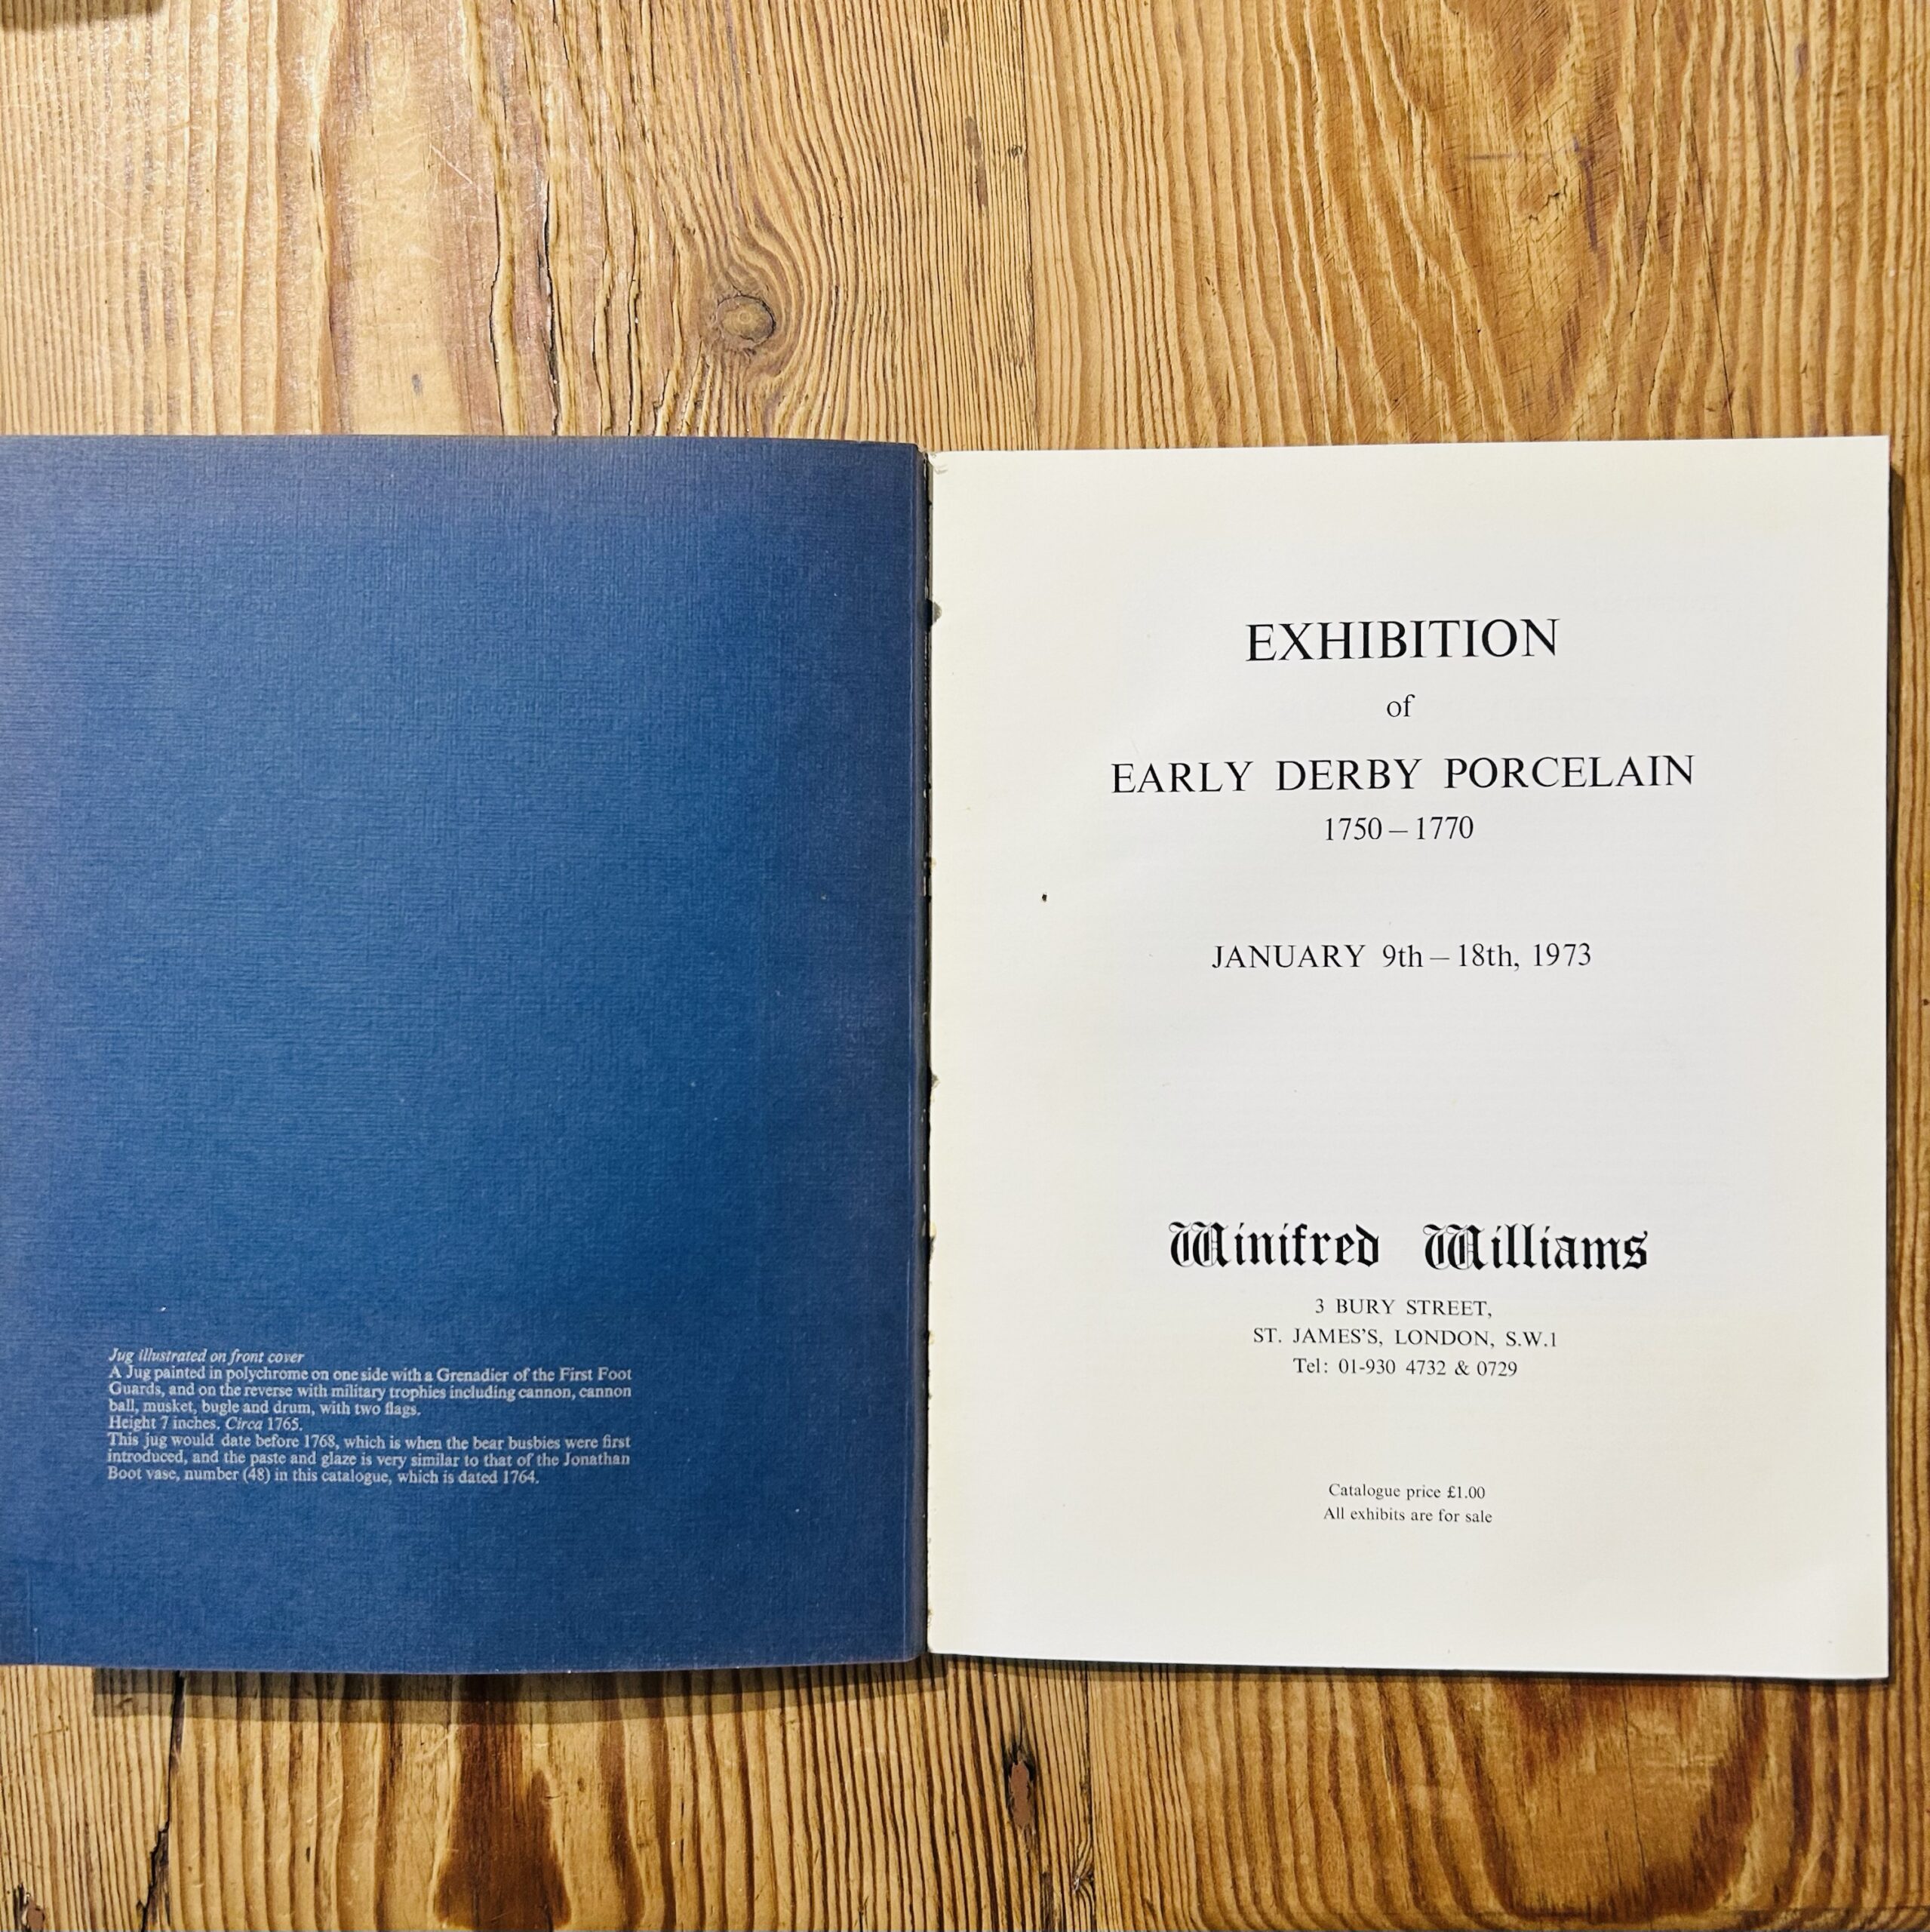 Jug illustrated on front cover
A Jug painted in polychrome on one side with a Grenadier of the First Foot
Guards, and on the reverse with military trophies including cannon, cannon
ball, musket, bugle and drum, with two flags.
Height 7 inches. Circa 1765.
This jug would date before 1768, which is when the bear busbies were first
introduced, and the paste and glaze is very similar to that of the Jonathan
Boot vase, number (48) in this catalogue, which is dated 1764.
EXHIBITION
of
EARLY DERBY PORCELAIN
1750 – 1770
JANUARY 9th – 18th, 1973
Winifred Williams
3 BURY STREET,
ST. JAMES'S, LONDON, S.W.1
Tel: 01-930 4732 & 0729
Catalogue price £1.00
All exhibits are for sale